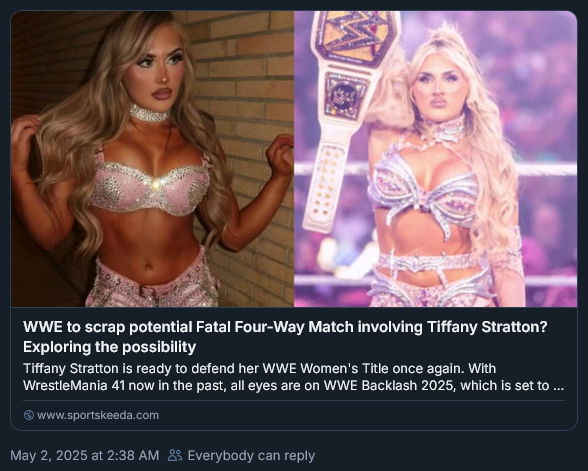 WWE to scrap potential Fatal Four-Way Match involving Tiffany Stratton?
Exploring the possibility
Tiffany Stratton is ready to defend her WWE Women's Title once again. With
WrestleMania 41 now in the past, all eyes are on WWE Backlash 2025, which is set to ...
www.sportskeeda.com
May 2, 2025 at 2:38 AM Everybody can reply